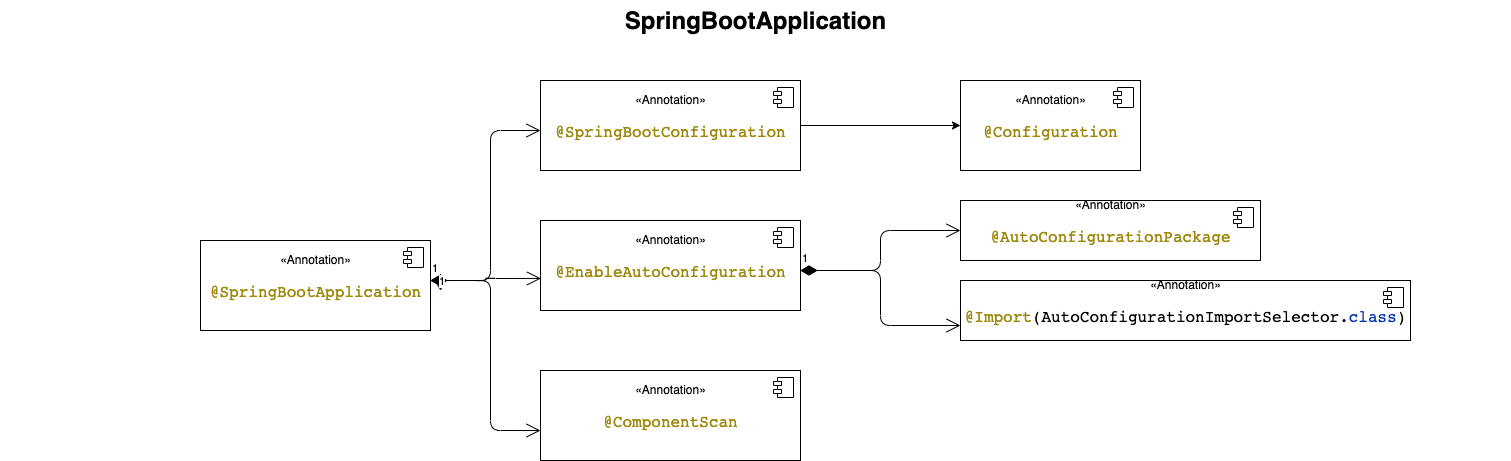 SpringBootApplication
«Annotation»
@SpringBootConfiguration
«Annotation»
@Configuration
«Annotation»
@SpringBootApplication
1
1
«Annotation»
@EnableAutoConfiguration
1
«Annotation»
@AutoConfigurationPackage
«Annotation»
@Import(AutoConfigurationImportSelector.class)
«Annotation»
@ComponentScan